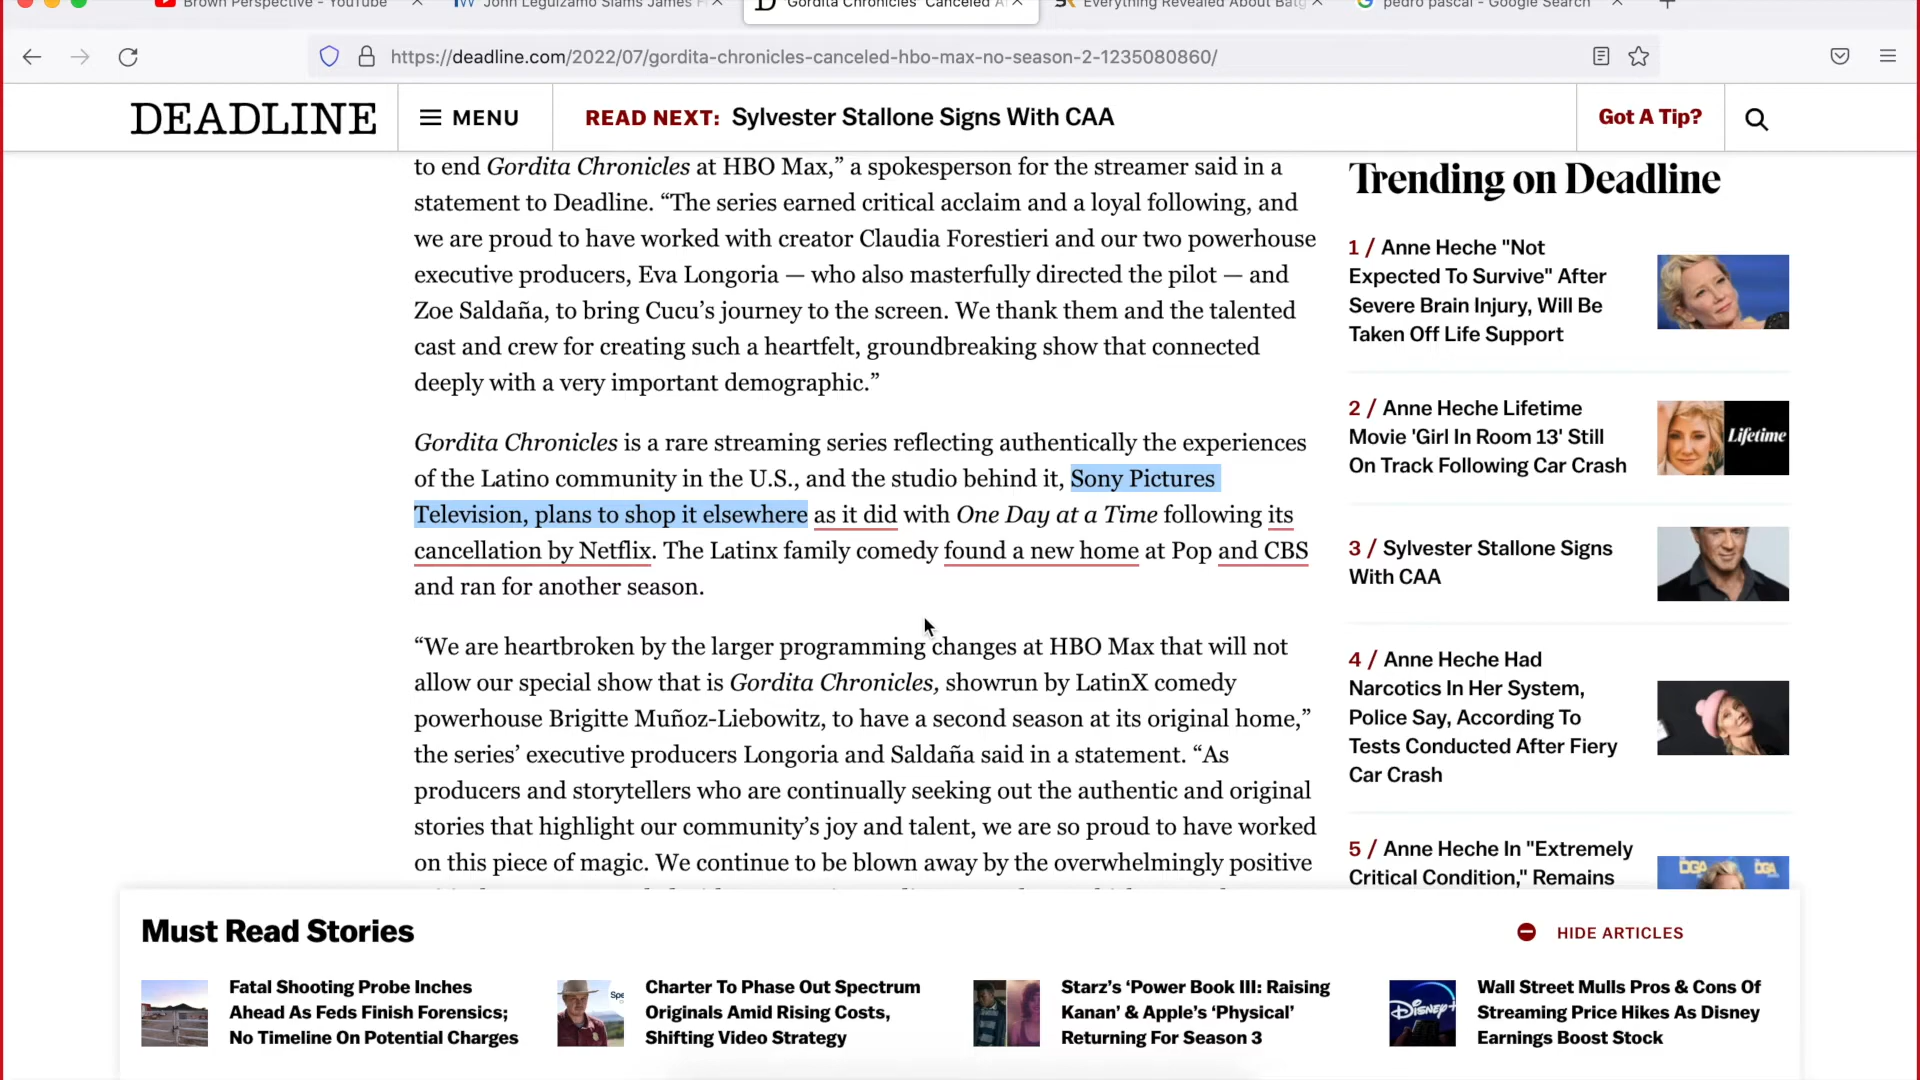 Brown Perspective - YouTube
John Leguizamo Slams James F
'Gordita Chronicles' Canceled A
Everything Revealed About Batg
pedro pascal - Google Search
https://deadline.com/2022/07/gordita-chronicles-canceled-hbo-max-no-season-2-1235080860/
DEADLINE
MENU
READ NEXT: Sylvester Stallone Signs With CAA
Got A Tip?
to end Gordita Chronicles at HBO Max,” a spokesperson for the streamer said in a
statement to Deadline. “The series earned critical acclaim and a loyal following, and
we are proud to have worked with creator Claudia Forestieri and our two powerhouse
executive producers, Eva Longoria — who also masterfully directed the pilot — and
Zoe Saldaña, to bring Cucu’s journey to the screen. We thank them and the talented
cast and crew for creating such a heartfelt, groundbreaking show that connected
deeply with a very important demographic.”
Gordita Chronicles is a rare streaming series reflecting authentically the experiences
of the Latino community in the U.S., and the studio behind it, Sony Pictures
Television, plans to shop it elsewhere as it did with One Day at a Time following its
cancellation by Netflix. The Latinx family comedy found a new home at Pop and CBS
and ran for another season.
“We are heartbroken by the larger programming changes at HBO Max that will not
allow our special show that is Gordita Chronicles, showrun by LatinX comedy
powerhouse Brigitte Muñoz-Liebowitz, to have a second season at its original home,”
the series’ executive producers Longoria and Saldaña said in a statement. “As
producers and storytellers who are continually seeking out the authentic and original
stories that highlight our community’s joy and talent, we are so proud to have worked
on this piece of magic. We continue to be blown away by the overwhelmingly positive
Trending on Deadline
1 / Anne Heche "Not
Expected To Survive" After
Severe Brain Injury, Will Be
Taken Off Life Support
2 / Anne Heche Lifetime
Movie 'Girl In Room 13' Still
On Track Following Car Crash
Lifetime
3 / Sylvester Stallone Signs
With CAA
4 / Anne Heche Had
Narcotics In Her System,
Police Say, According To
Tests Conducted After Fiery
Car Crash
5 / Anne Heche In "Extremely
Critical Condition," Remains
DGA
Must Read Stories
HIDE ARTICLES
Fatal Shooting Probe Inches
Ahead As Feds Finish Forensics;
No Timeline On Potential Charges
Spe
Charter To Phase Out Spectrum
Originals Amid Rising Costs,
Shifting Video Strategy
Starz’s ‘Power Book III: Raising
Kanan’ & Apple’s ‘Physical’
Returning For Season 3
Disney+
Wall Street Mulls Pros & Cons Of
Streaming Price Hikes As Disney
Earnings Boost Stock